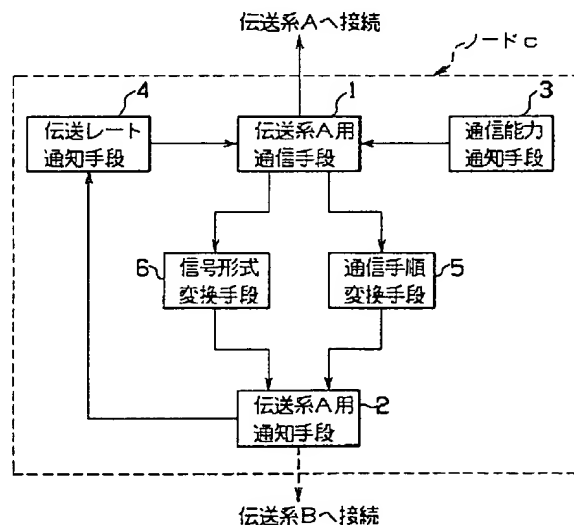 伝送系Aへ接続
ノードc
4
1
3
伝送レート
通知手段
伝送系A用
通信手段
通信能力
通知手段
6
信号形式
変換手段
通信手順
変換手段
5
伝送系A用
通知手段
2
伝送系Bへ接続